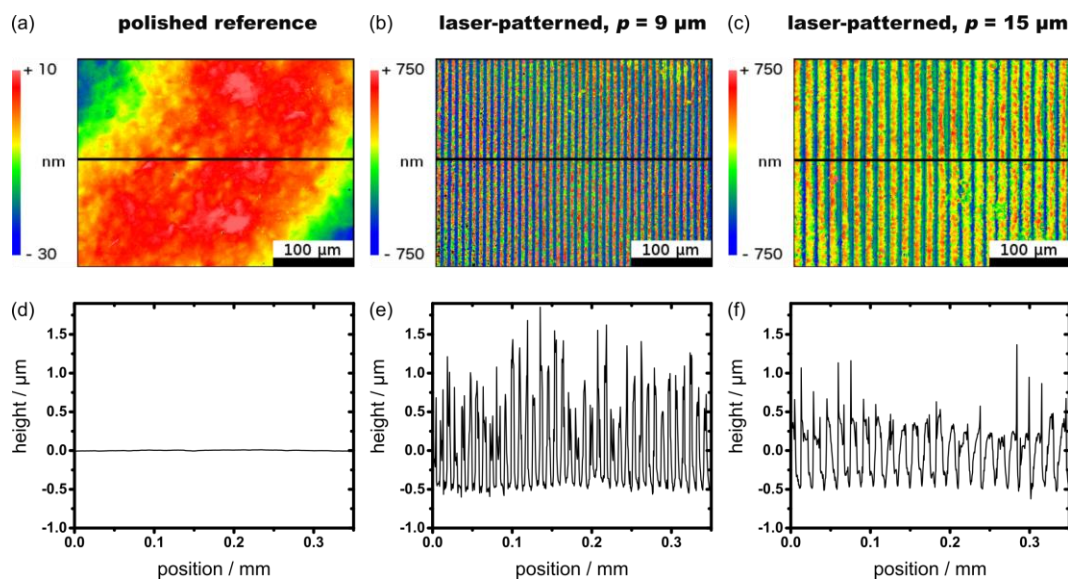 (a) polished reference
(b) laser-patterned, p = 9 µm
(c) laser-patterned, p = 15 µm
+ 10
nm
- 30
100 µm
+ 750
nm
- 750
100 µm
+ 750
nm
- 750
100 µm
(d)
height / µm
1.5
1.0
0.5
0.0
-0.5
-1.0
0.0 0.1 0.2 0.3
position / mm
(e)
height / µm
1.5
1.0
0.5
0.0
-0.5
-1.0
0.0 0.1 0.2 0.3
position / mm
(f)
height / µm
1.5
1.0
0.5
0.0
-0.5
-1.0
0.0 0.1 0.2 0.3
position / mm